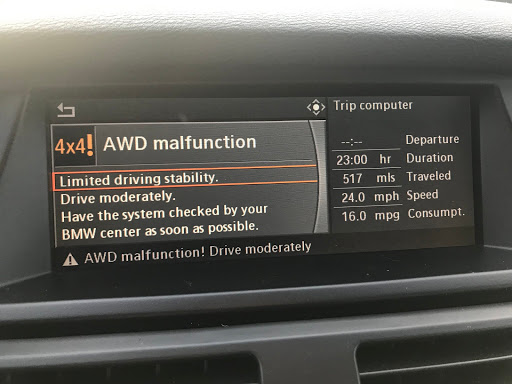 Trip computer
4x4! AWD malfunction
Limited driving stability.
Drive moderately.
Have the system checked by your
BMW center as soon as possible.
--:-- Departure
23:00 hr Duration
517 mls Traveled
24.0 mph Speed
16.0 mpg Consumpt.
AWD malfunction! Drive moderately